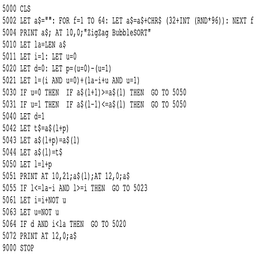 5000 CLS
5002 LET a$="": FOR f=1 TO 64: LET a$=a$+CHR$ (32+INT (RND*96)): NEXT f
5004 PRINT a$; AT 10,0;"ZigZag BubbleSORT"
5010 LET la=LEN a$
5011 LET i=1: LET u=0
5020 LET d=0: LET p=(u=0)-(u=1)
5021 LET l=(i AND u=0)+(la-i+u AND u=1)
5030 IF u=0 THEN IF a$(l+1)>=a$(l) THEN GO TO 5050
5031 IF u=1 THEN IF a$(l-1)<=a$(l) THEN GO TO 5050
5040 LET d=1
5042 LET t$=a$(l+p)
5043 LET a$(l+p)=a$(l)
5044 LET a$(l)=t$
5050 LET l=l+p
5051 PRINT AT 10,21;a$(l);AT 12,0;a$
5055 IF l<=la-i AND l>=i THEN GO TO 5023
5061 LET i=i+NOT u
5063 LET u=NOT u
5064 IF d AND i<la THEN GO TO 5020
5072 PRINT AT 12,0;a$
9000 STOP